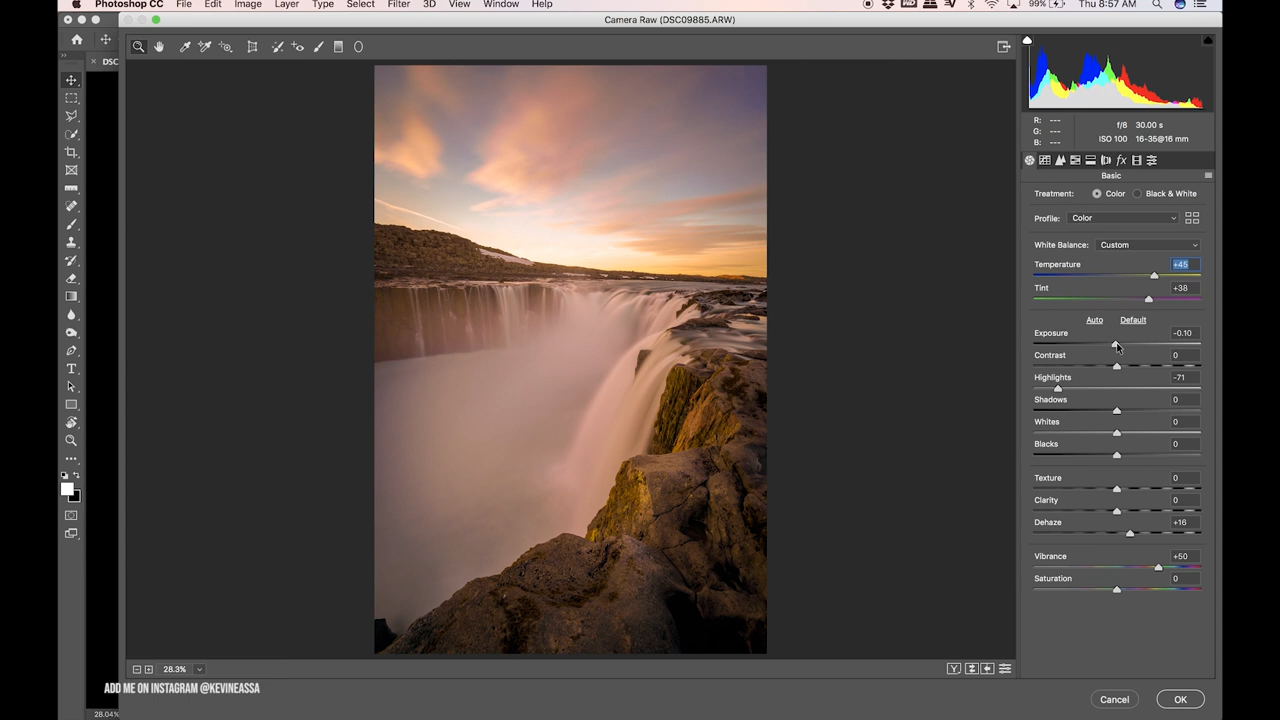 Photoshop CC File Edit Image Layer Type Select Filter 3D View Window Help 99% Thu 8:57 AM
Camera Raw (DSC09885.ARW)
DSC
R: ---
G: ---
B: ---
f/8 30.00 s
ISO 100 16-35@16 mm
fx
Basic
Treatment: Color Black & White
Profile: Color
White Balance: Custom
Temperature +45
Tint +38
Auto Default
Exposure -0.10
Contrast 0
Highlights -71
Shadows 0
Whites 0
Blacks 0
Texture 0
Clarity 0
Dehaze +16
Vibrance +50
Saturation 0
28.3%
Y
ADD ME ON INSTAGRAM @KEVINEASSA
Cancel OK
28.04%